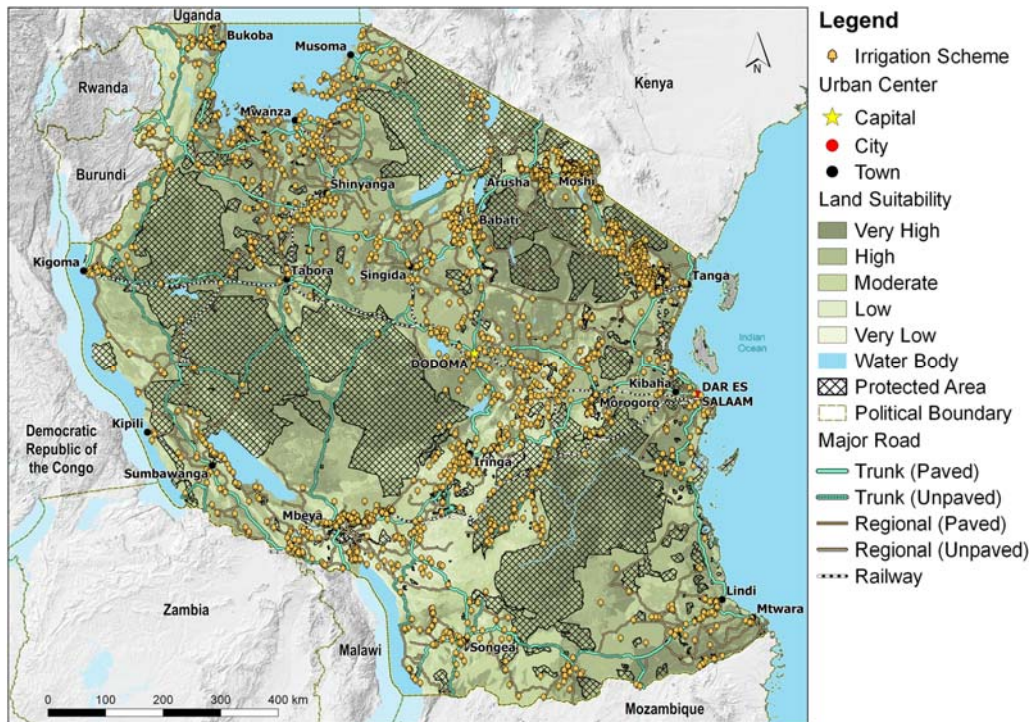 Uganda
Bukoba
Musoma
Rwanda
Kenya
N
Mwanza
Burundi
Shinyanga
Arusha
Moshi
Babati
Kigoma
Tabora
Singida
Tanga
Indian
Ocean
DODOMA
Kibaha
DAR ES
SALAAM
Morogoro
Kipili
Democratic
Republic of
the Congo
Iringa
Sumbawanga
Mbeya
Lindi
Mtwara
Zambia
Songea
Malawi
Mozambique
0 100 200 300 400 km
Legend
Irrigation Scheme
Urban Center
Capital
City
Town
Land Suitability
Very High
High
Moderate
Low
Very Low
Water Body
Protected Area
Political Boundary
Major Road
Trunk (Paved)
Trunk (Unpaved)
Regional (Paved)
Regional (Unpaved)
Railway